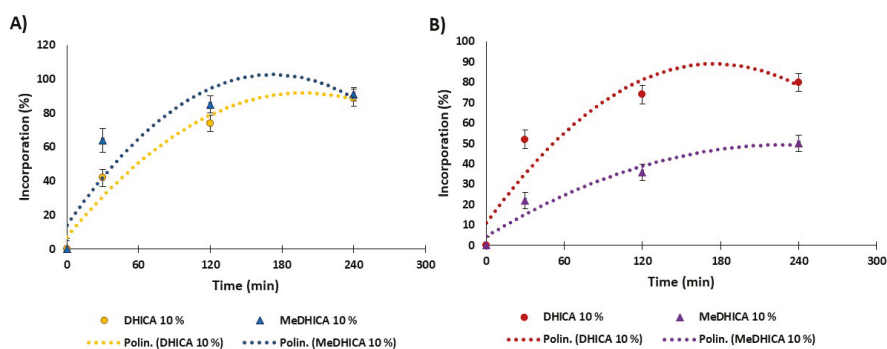 A)
120
100
80
60
40
20
0
Incorporation (%)
0 60 120 180 240 300
Time (min)
DHICA 10 % MeDHICA 10 %
Polin. (DHICA 10 %) Polin. (MeDHICA 10 %)
B)
100
90
80
70
60
50
40
30
20
10
0
Incorporation (%)
0 60 120 180 240 300
Time (min)
DHICA 10 % MeDHICA 10 %
Polin. (DHICA 10 %) Polin. (MeDHICA 10 %)